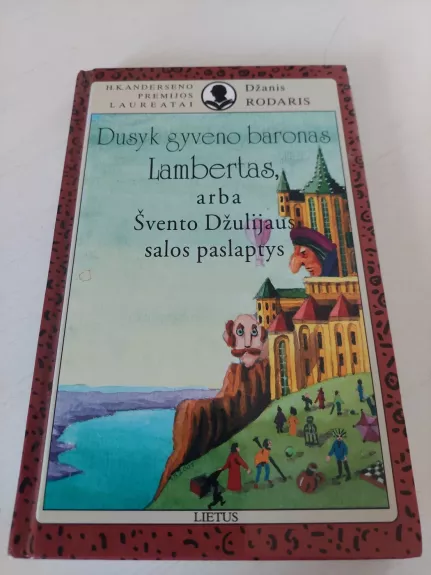 H.K.ANDERSENO
PREMIJOS
LAUREATAI
Džanis
RODARIS
Dusyk gyveno baronas
Lambertas,
arba
Švento Džulijaus
salos paslaptys
LIETUS